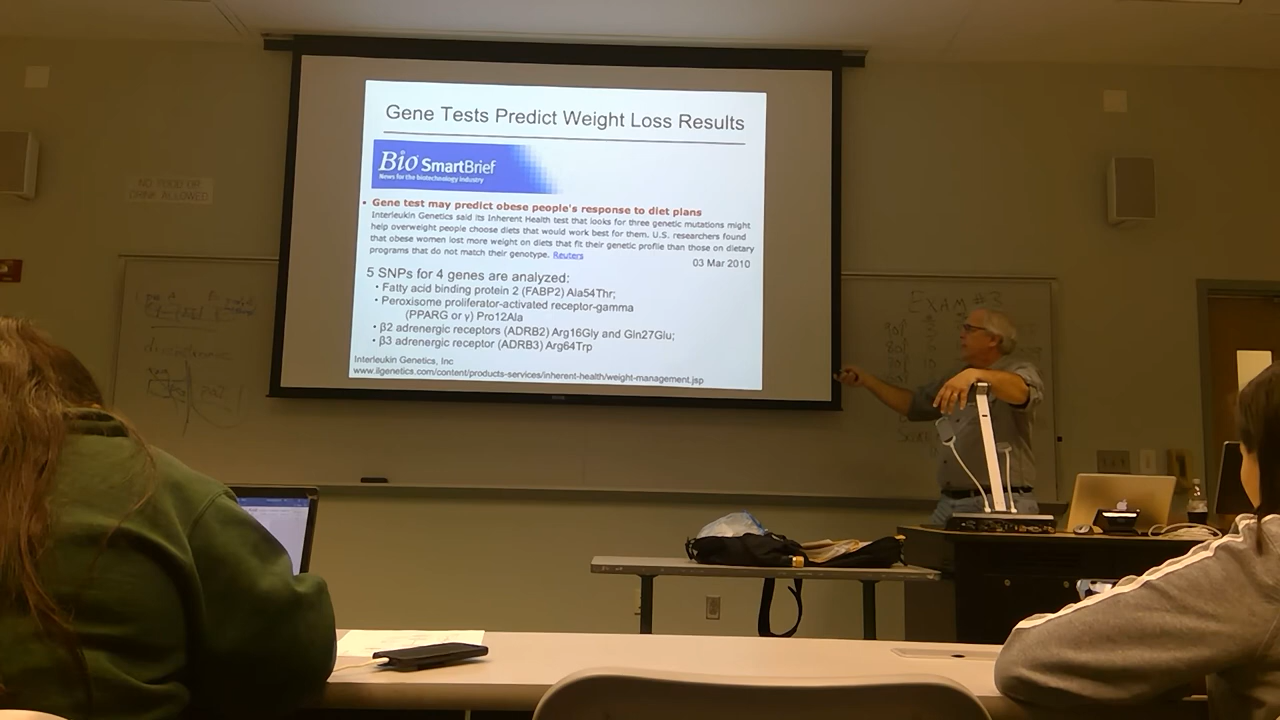 Gene Tests Predict Weight Loss Results
Bio SmartBrief
News for the biotechnology industry
• Gene test may predict obese people's response to diet plans
Interleukin Genetics said its Inherent Health test that looks for three genetic mutations might
help overweight people choose diets that would work best for them. U.S. researchers found
that obese women lost more weight on diets that fit their genetic profile than those on dietary
programs that do not match their genotype. Reuters
03 Mar 2010
5 SNPs for 4 genes are analyzed:
• Fatty acid binding protein 2 (FABP2) Ala54Thr;
• Peroxisome proliferator-activated receptor-gamma
(PPARG or γ) Pro12Ala
• β2 adrenergic receptors (ADRB2) Arg16Gly and Gln27Glu;
• β3 adrenergic receptor (ADRB3) Arg64Trp
Interleukin Genetics, Inc
www.ilgenetics.com/content/products-services/inherent-health/weight-management.jsp
NO FOOD OR
DRINK ALLOWED
EXAM #3